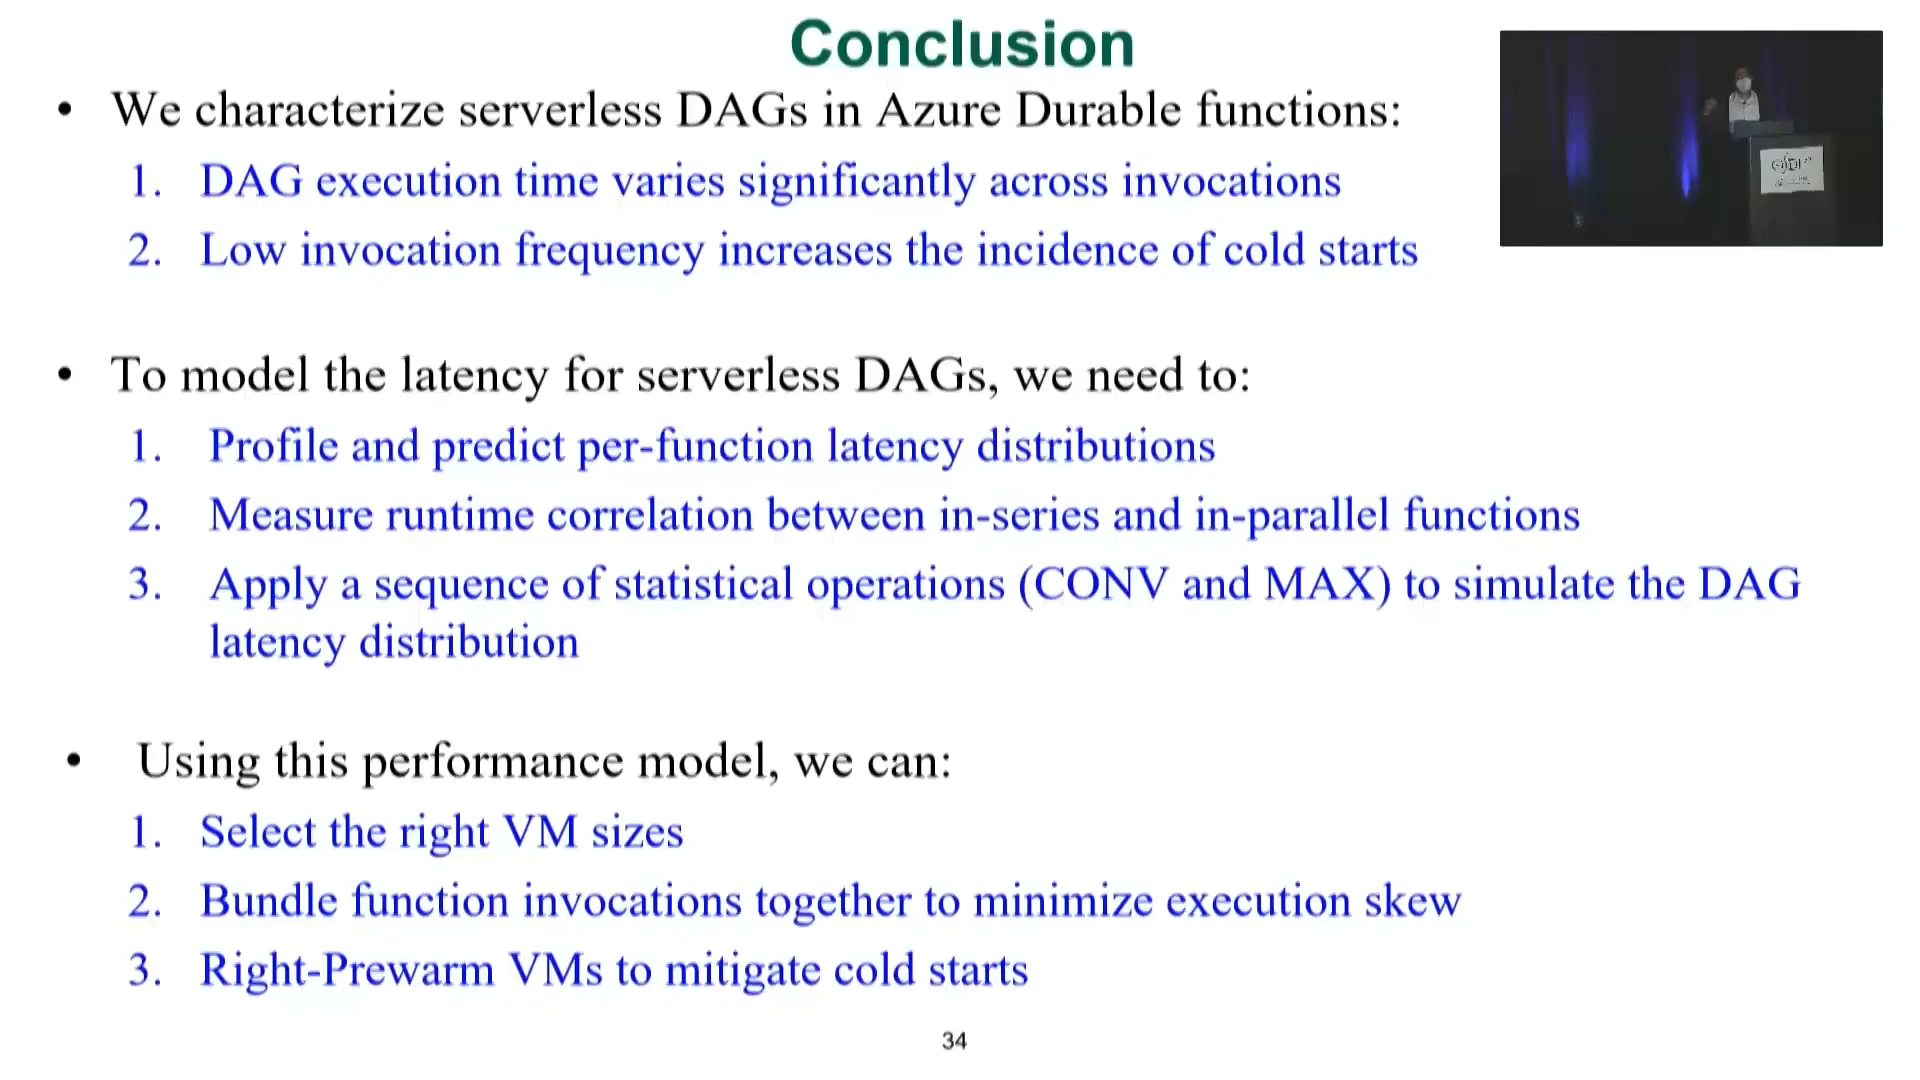 Conclusion
• We characterize serverless DAGs in Azure Durable functions:
1. DAG execution time varies significantly across invocations
2. Low invocation frequency increases the incidence of cold starts
• To model the latency for serverless DAGs, we need to:
1. Profile and predict per-function latency distributions
2. Measure runtime correlation between in-series and in-parallel functions
3. Apply a sequence of statistical operations (CONV and MAX) to simulate the DAG
latency distribution
• Using this performance model, we can:
1. Select the right VM sizes
2. Bundle function invocations together to minimize execution skew
3. Right-Prewarm VMs to mitigate cold starts
34